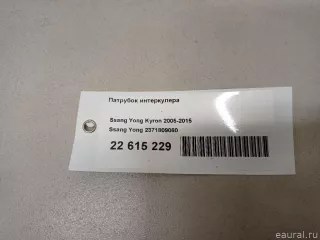 Патрубок интеркулера
Ssang Yong Kyron 2005-2015
Ssang Yong 2371809080
22 615 229
eaural.ru